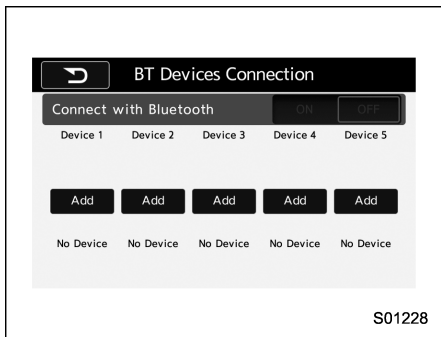 BT Devices Connection
Connect with Bluetooth ON OFF
Device 1 Device 2 Device 3 Device 4 Device 5
Add Add Add Add Add
No Device No Device No Device No Device No Device
S01228